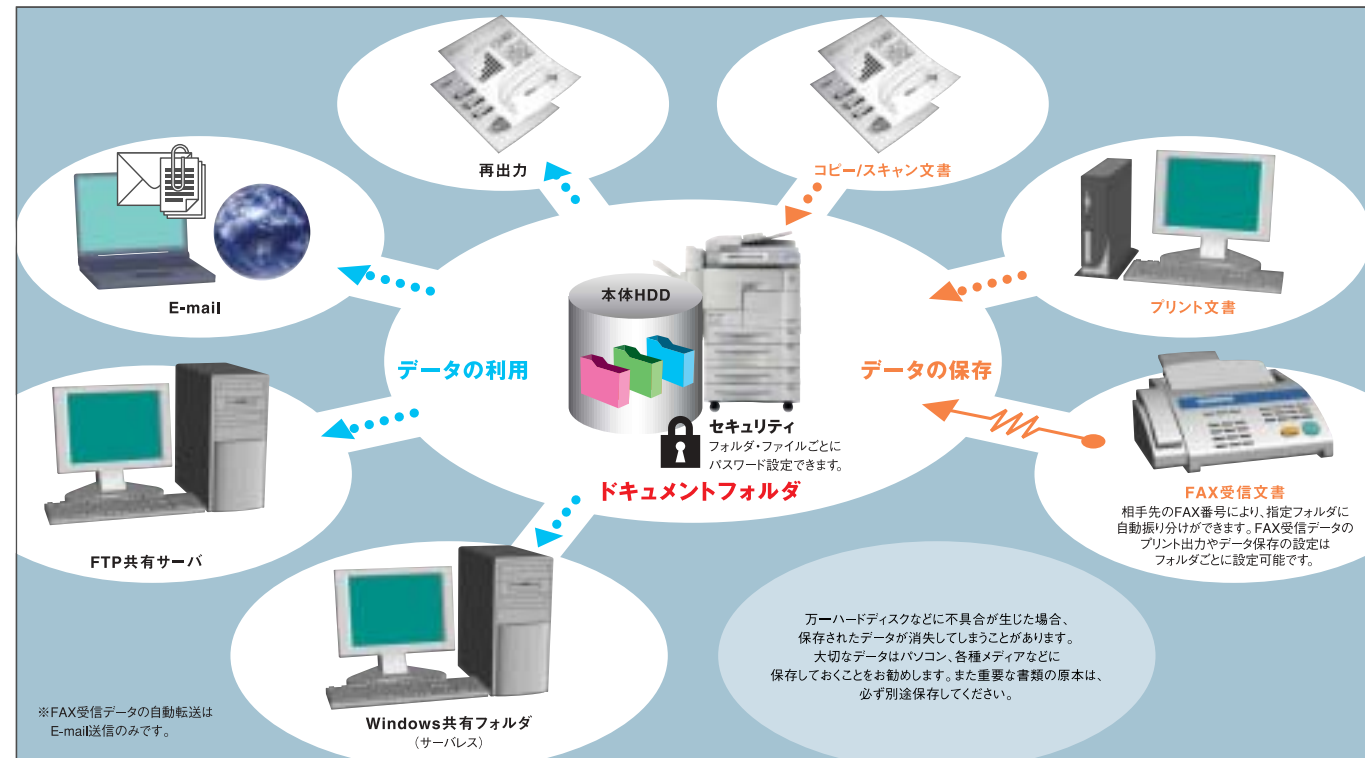 再出力
コピー/スキャン文書
E-mail
プリント文書
本体HDD
データの利用
データの保存
セキュリティ
フォルダ・ファイルごとに
パスワード設定できます。
ドキュメントフォルダ
FAX受信文書
相手先のFAX番号により、指定フォルダに
自動振り分けができます。FAX受信データの
プリント出力やデータ保存の設定は
フォルダごとに設定可能です。
FTP共有サーバ
Windows共有フォルダ
(サーバレス)
万一ハードディスクなどに不具合が生じた場合、
保存されたデータが消失してしまうことがあります。
大切なデータはパソコン、各種メディアなどに
保存しておくことをお勧めします。また重要な書類の原本は、
必ず別途保存してください。
※FAX受信データの自動転送は
E-mail送信のみです。